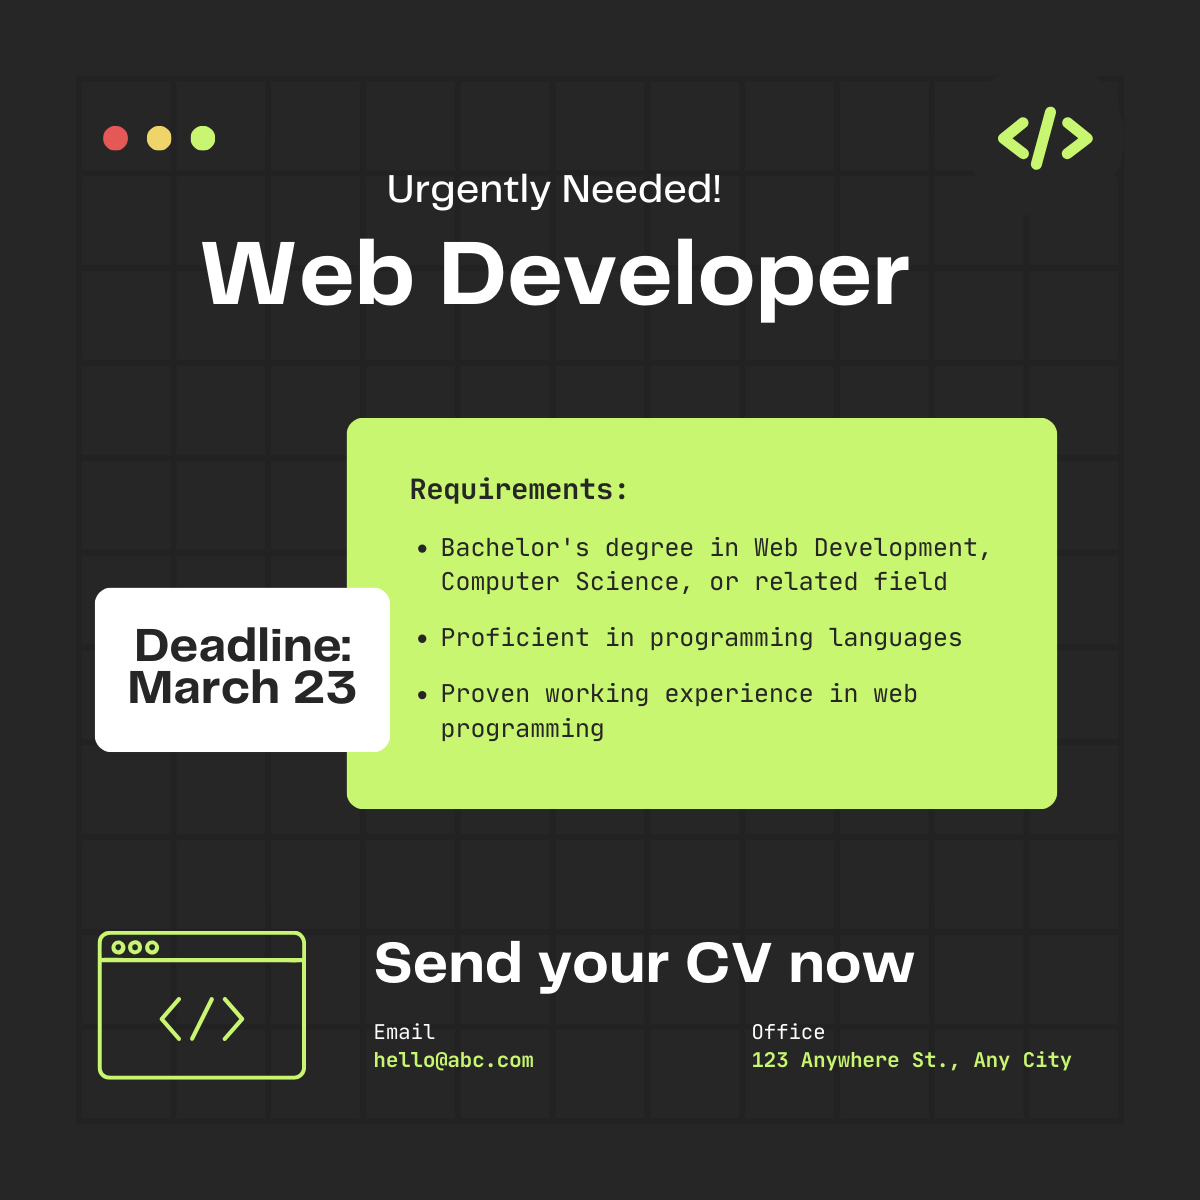 Urgently Needed!
Web Developer
Requirements:
• Bachelor's degree in Web Development,
Computer Science, or related field
• Proficient in programming languages
• Proven working experience in web
programming
Deadline:
March 23
</>
Send your CV now
Email
hello@abc.com
Office
123 Anywhere St., Any City